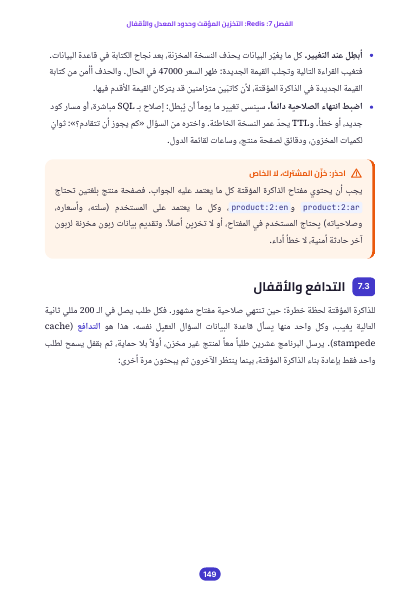 الفصل 7: Redis: التخزين المؤقت وحدود المعدل والأقفال
• أبطِل عند التغيير. كل ما يغيّر البيانات يحذف النسخة المخزنة، بعد نجاح الكتابة في قاعدة البيانات.
فتغيب القراءة التالية وتجلب القيمة الجديدة: ظهر السعر 47000 في الحال. والحذف أأمن من كتابة
القيمة الجديدة في الذاكرة المؤقتة، لأن كاتبَين متزامنين قد يتركان القيمة الأقدم فيها.
• اضبط انتهاء الصلاحية دائماً. سيتنسى تغيير ما يوماً أن يُبطِل: إصلاح بـ SQL مباشرة، أو مسار كود
جديد، أو خطأ. وTTL يحدّ عمر النسخة الخاطئة. واختره من السؤال «كم يجوز أن تتقادم؟»: ثوانٍ
لكميات المخزون، ودقائق لصفحة منتج، وساعات لقائمة الدول.
احذر: خزّن المشترك، لا الخاص
يجب أن يحتوي مفتاح الذاكرة المؤقتة كل ما يعتمد عليه الجواب. فصفحة منتج بلغتين تحتاج
product:2:ar و product:2:en، وكل ما يعتمد على المستخدم (سلته، وأسعاره،
وصلاحياته) يحتاج المستخدم في المفتاح، أو لا تخزين أصلاً. وتقديم بيانات زبون مخزنة لزبون
آخر حادثة أمنية، لا خطأ أداء.
7.3 التدافع والأقفال
للذاكرة المؤقتة لحظة خطرة: حين تنتهي صلاحية مفتاح مشهور. فكل طلب يصل في الـ 200 مللي ثانية
التالية يغيب، وكل واحد منها يسأل قاعدة البيانات السؤال الثقيل نفسه. هذا هو التدافع (cache
stampede). يرسل البرنامج عشرين طلباً معاً لمنتج غير مخزن، أولاً بلا حماية، ثم بقفل يسمح لطلب
واحد فقط بإعادة بناء الذاكرة المؤقتة، بينما ينتظر الآخرون ثم يبحثون مرة أخرى:
149